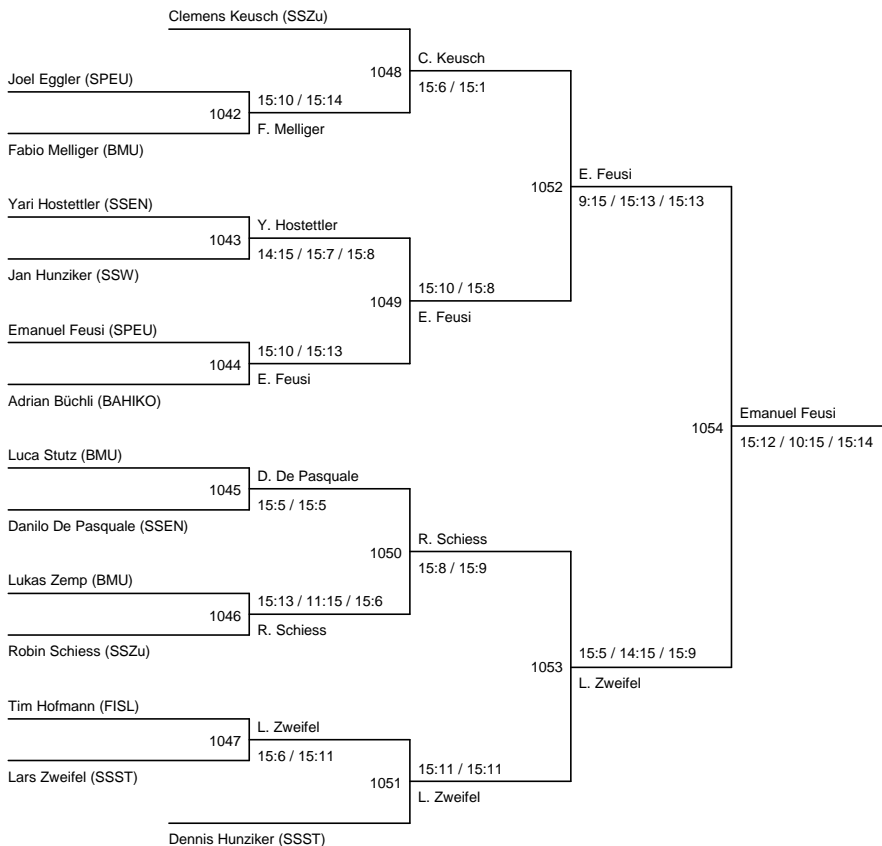 Clemens Keusch (SSZu)
C. Keusch
1048
Joel Eggler (SPEU)
15:6 / 15:1
15:10 / 15:14
1042
F. Melliger
Fabio Melliger (BMU)
E. Feusi
1052
9:15 / 15:13 / 15:13
Yari Hostettler (SSEN)
Y. Hostettler
1043
14:15 / 15:7 / 15:8
Jan Hunziker (SSW)
15:10 / 15:8
1049
E. Feusi
Emanuel Feusi (SPEU)
15:10 / 15:13
1044
E. Feusi
Adrian Büchli (BAHIKO)
Emanuel Feusi
1054
15:12 / 10:15 / 15:14
Luca Stutz (BMU)
D. De Pasquale
1045
15:5 / 15:5
Danilo De Pasquale (SSEN)
R. Schiess
1050
15:8 / 15:9
Lukas Zemp (BMU)
15:13 / 11:15 / 15:6
1046
R. Schiess
Robin Schiess (SSZu)
15:5 / 14:15 / 15:9
1053
L. Zweifel
Tim Hofmann (FISL)
L. Zweifel
1047
15:6 / 15:11
Lars Zweifel (SSST)
15:11 / 15:11
1051
L. Zweifel
Dennis Hunziker (SSST)